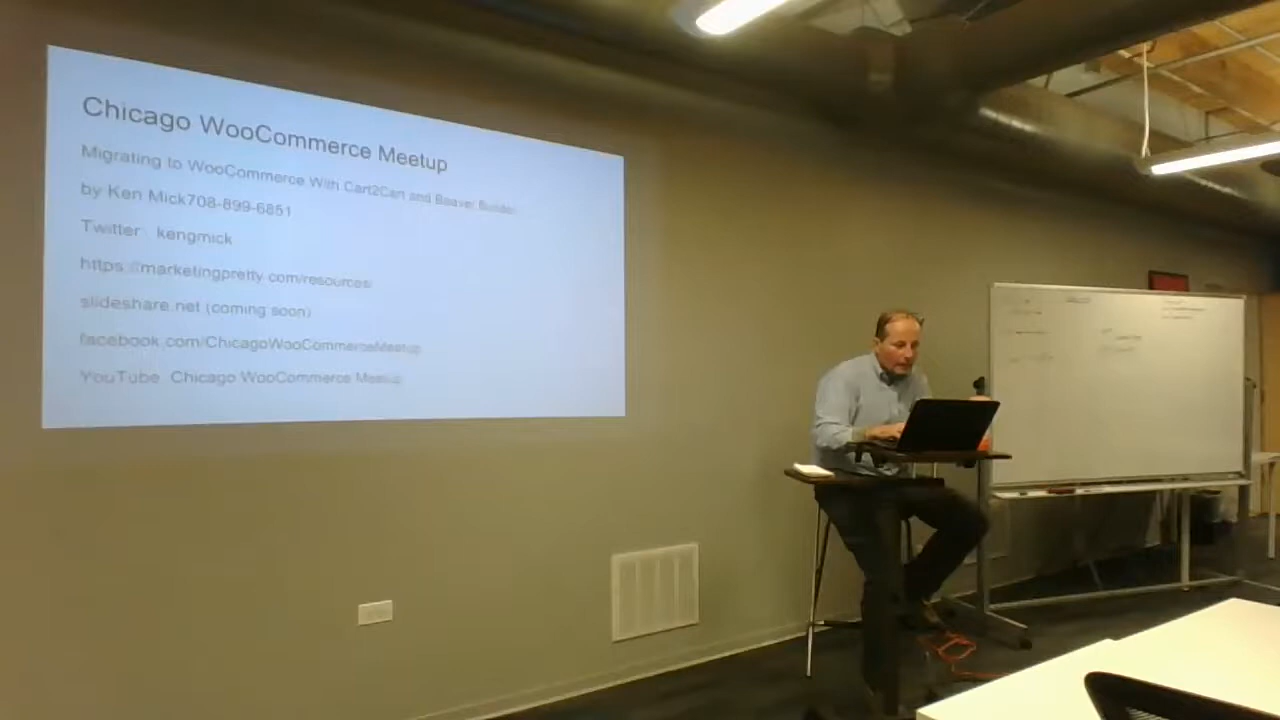 Chicago WooCommerce Meetup
Migrating to WooCommerce With Cart2Cart and Beaver Builder
by Ken Mick708-899-6851
Twitter: kengmick
https://marketingpretty.com/resources/
slideshare.net (coming soon)
facebook.com/ChicagoWooCommerceMeetup
YouTube: Chicago WooCommerce Meetup